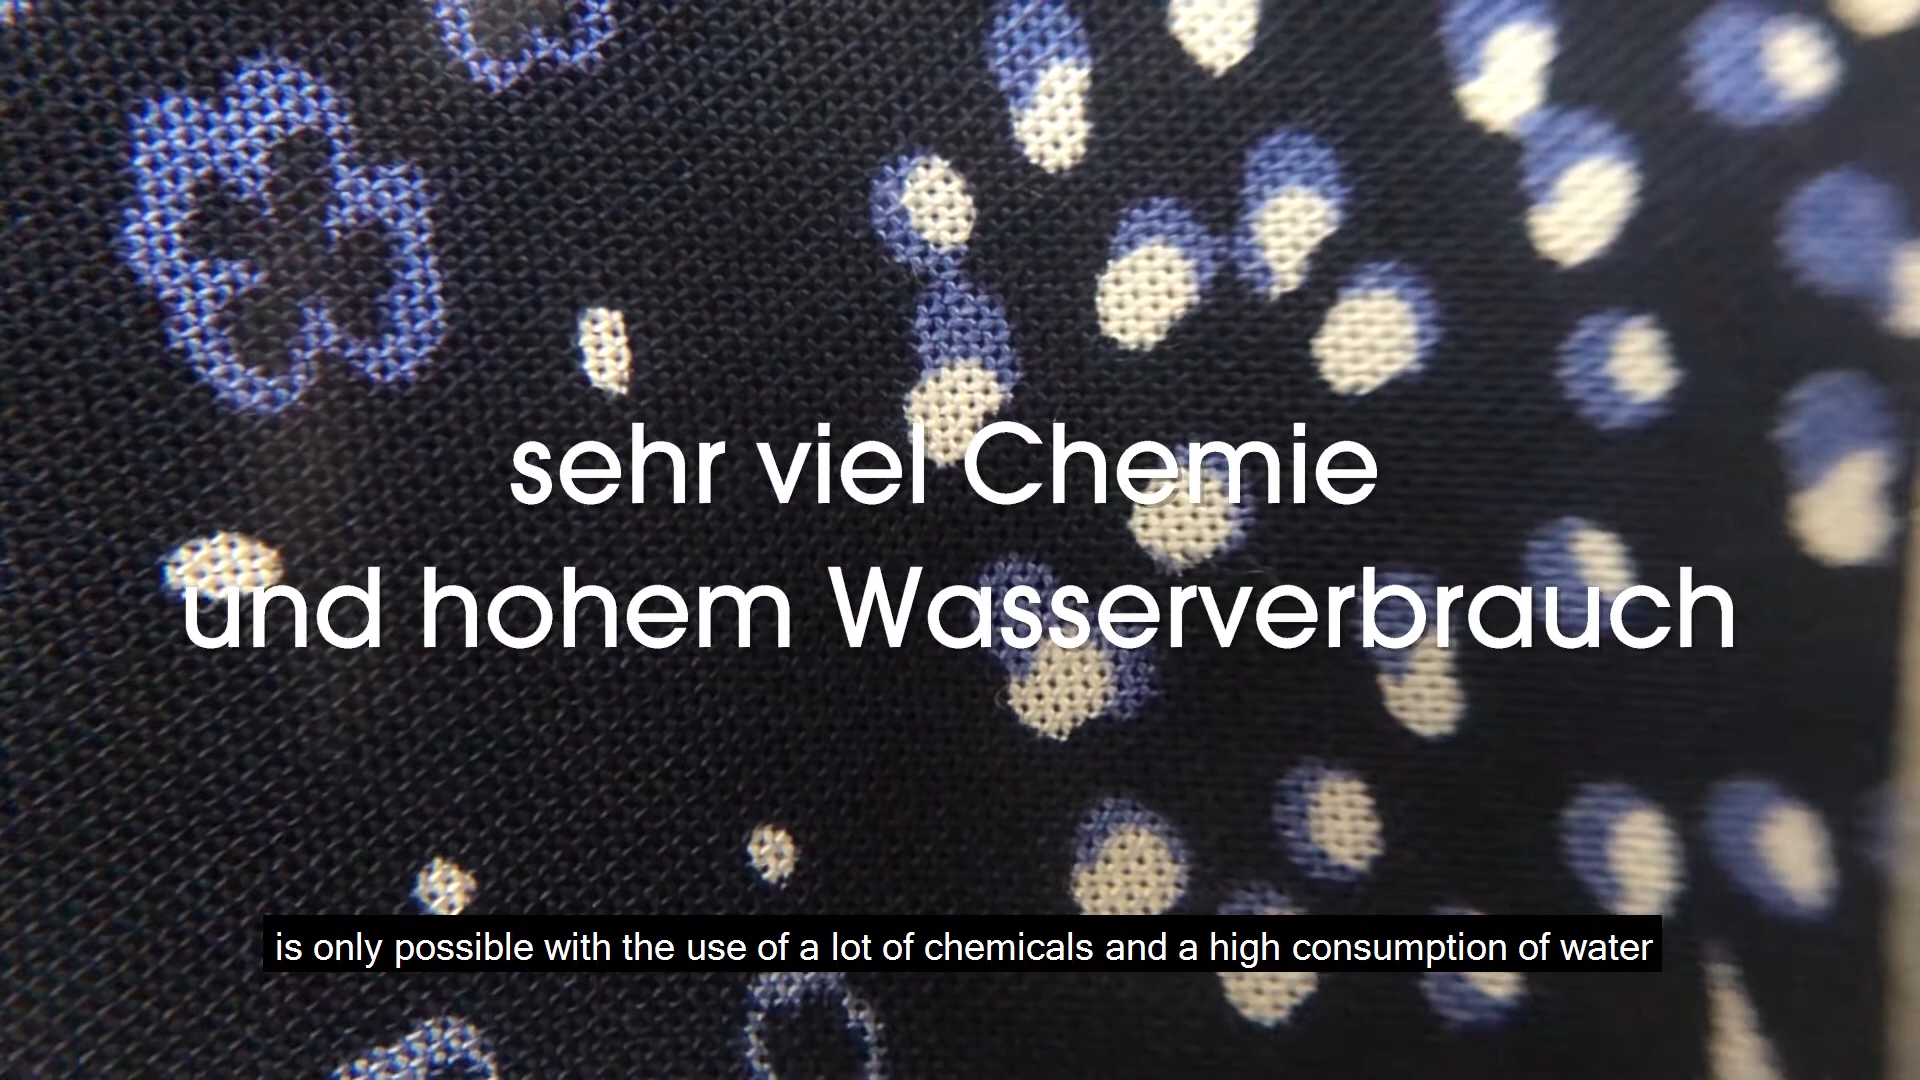 sehr viel Chemie
und hohem Wasserverbrauch
is only possible with the use of a lot of chemicals and a high consumption of water